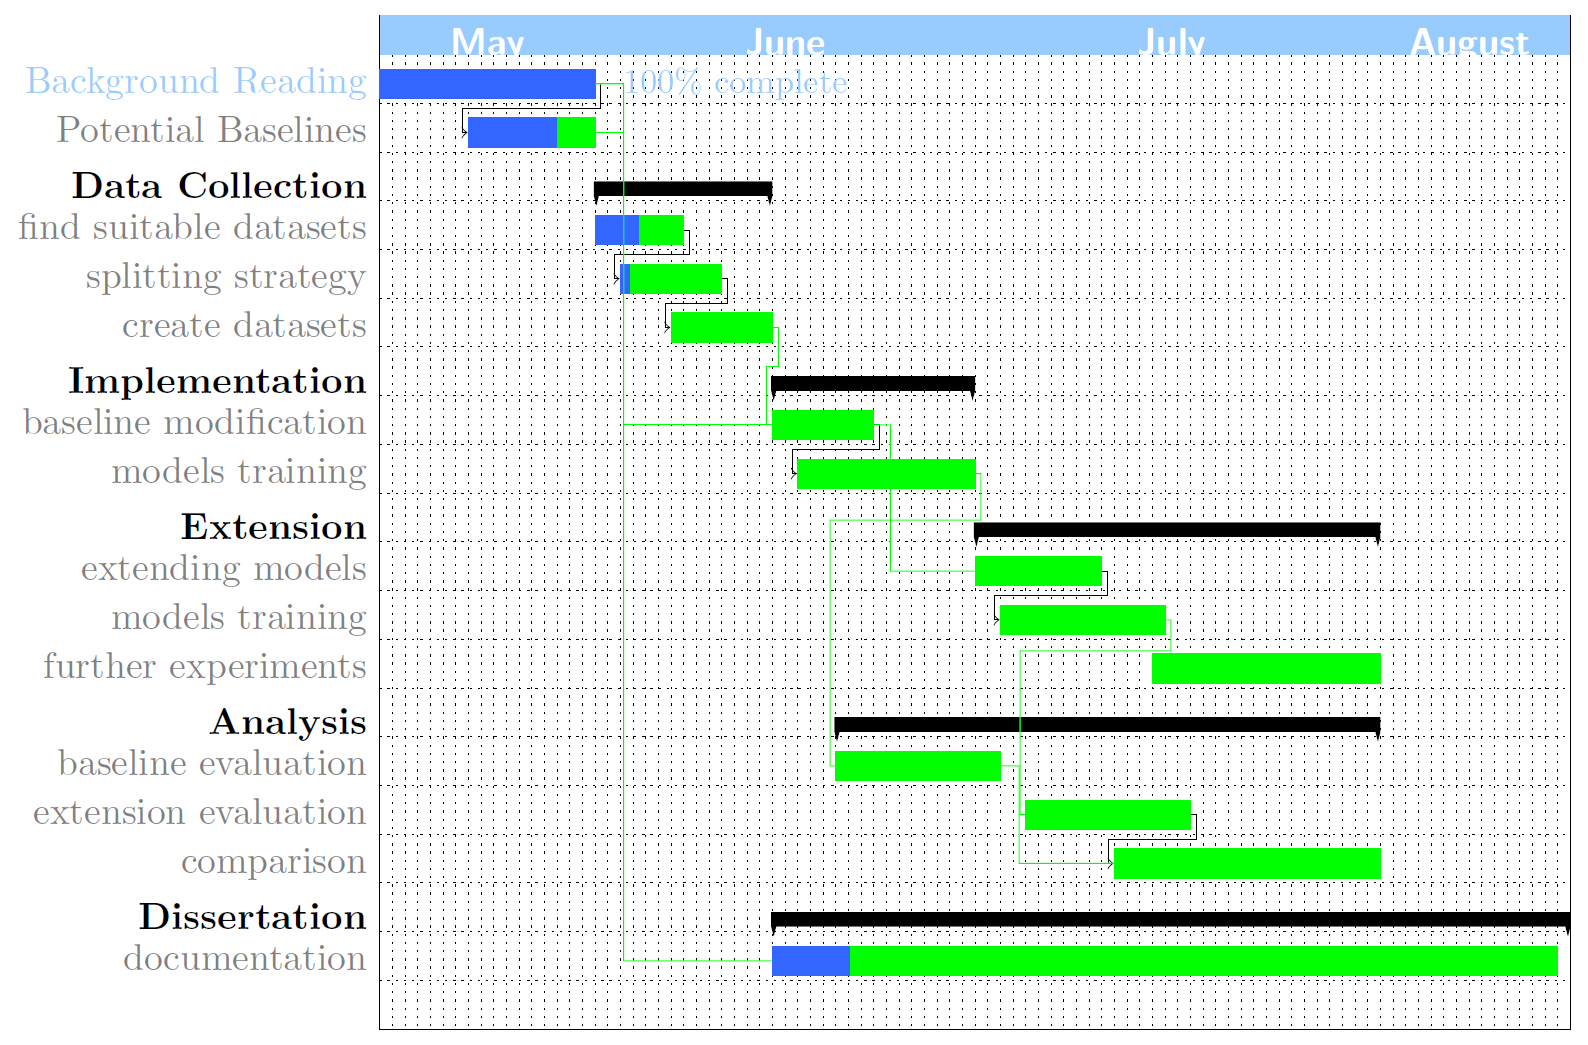 May June July August
Background Reading 100% complete
Potential Baselines
Data Collection
find suitable datasets
splitting strategy
create datasets
Implementation
baseline modification
models training
Extension
extending models
models training
further experiments
Analysis
baseline evaluation
extension evaluation
comparison
Dissertation
documentation